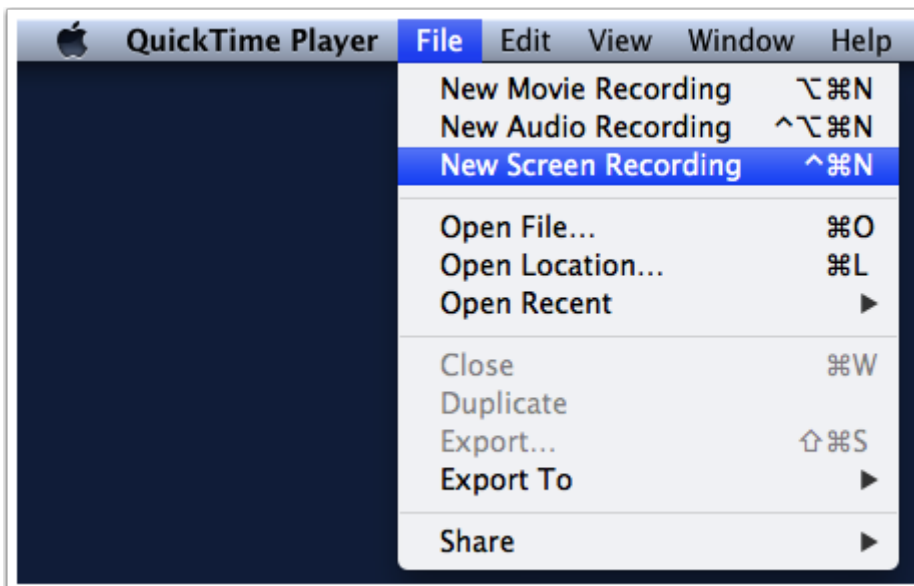 QuickTime Player File Edit View Window Help
New Movie Recording ⌥⌘N
New Audio Recording ^⌥⌘N
New Screen Recording ^⌘N
Open File... ⌘O
Open Location... ⌘L
Open Recent ▶
Close ⌘W
Duplicate
Export... ⇧⌘S
Export To ▶
Share ▶